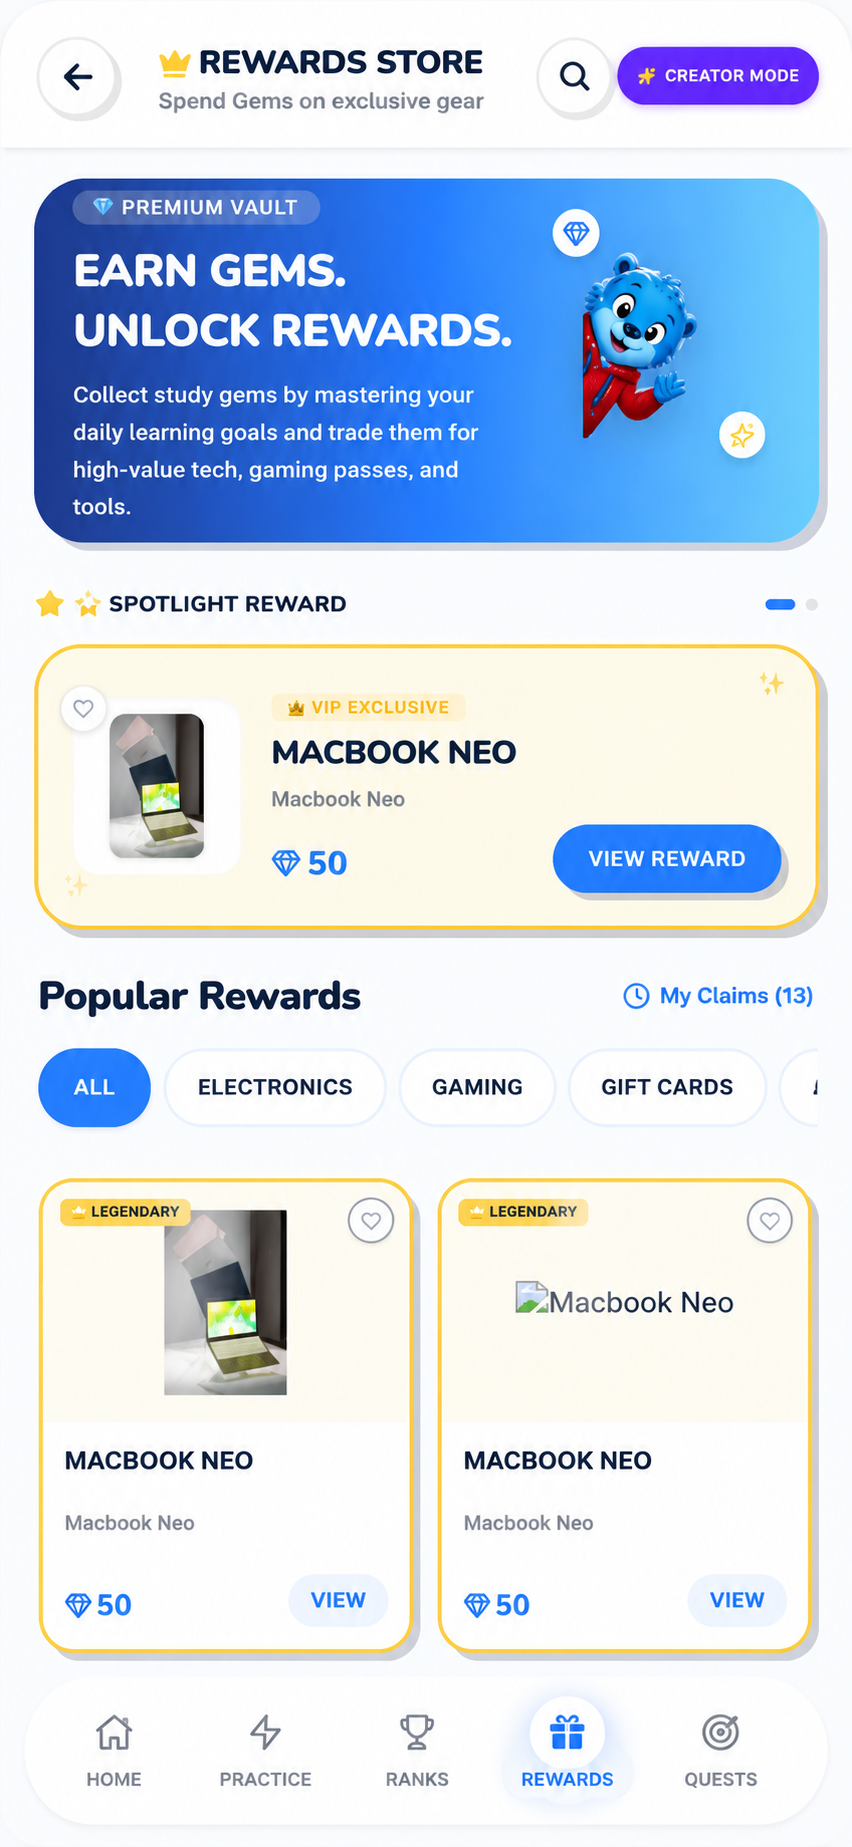 REWARDS STORE
Spend Gems on exclusive gear
CREATOR MODE
PREMIUM VAULT
EARN GEMS.
UNLOCK REWARDS.
Collect study gems by mastering your
daily learning goals and trade them for
high-value tech, gaming passes, and
tools.
SPOTLIGHT REWARD
VIP EXCLUSIVE
MACBOOK NEO
Macbook Neo
50
VIEW REWARD
Popular Rewards
My Claims (13)
ALL
ELECTRONICS
GAMING
GIFT CARDS
LEGENDARY
MACBOOK NEO
Macbook Neo
50
VIEW
LEGENDARY
Macbook Neo
MACBOOK NEO
Macbook Neo
50
VIEW
HOME
PRACTICE
RANKS
REWARDS
QUESTS